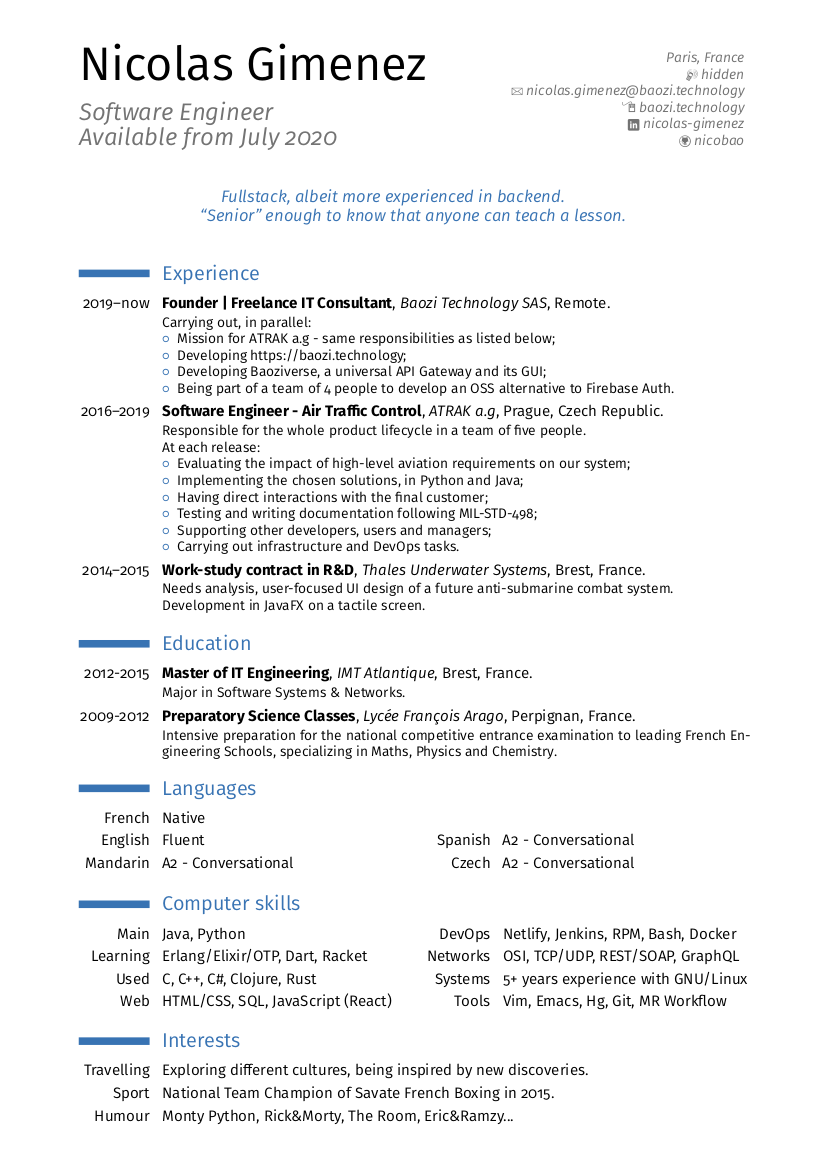 Nicolas Gimenez
Software Engineer
Available from July 2020
Paris, France
hidden
nicolas.gimenez@baozi.technology
baozi.technology
nicolas-gimenez
nicobao
Fullstack, albeit more experienced in backend.
“Senior” enough to know that anyone can teach a lesson.
Experience
2019–now Founder | Freelance IT Consultant, Baozi Technology SAS, Remote.
Carrying out, in parallel:
○ Mission for ATRAK a.g - same responsibilities as listed below;
○ Developing https://baozi.technology;
○ Developing Baoziverse, a universal API Gateway and its GUI;
○ Being part of a team of 4 people to develop an OSS alternative to Firebase Auth.
2016–2019 Software Engineer - Air Traffic Control, ATRAK a.g, Prague, Czech Republic.
Responsible for the whole product lifecycle in a team of five people.
At each release:
○ Evaluating the impact of high-level aviation requirements on our system;
○ Implementing the chosen solutions, in Python and Java;
○ Having direct interactions with the final customer;
○ Testing and writing documentation following MIL-STD-498;
○ Supporting other developers, users and managers;
○ Carrying out infrastructure and DevOps tasks.
2014–2015 Work-study contract in R&D, Thales Underwater Systems, Brest, France.
Needs analysis, user-focused UI design of a future anti-submarine combat system.
Development in JavaFX on a tactile screen.
Education
2012-2015 Master of IT Engineering, IMT Atlantique, Brest, France.
Major in Software Systems & Networks.
2009-2012 Preparatory Science Classes, Lycée François Arago, Perpignan, France.
Intensive preparation for the national competitive entrance examination to leading French En-
gineering Schools, specializing in Maths, Physics and Chemistry.
Languages
French Native
English Fluent Spanish A2 - Conversational
Mandarin A2 - Conversational Czech A2 - Conversational
Computer skills
Main Java, Python DevOps Netlify, Jenkins, RPM, Bash, Docker
Learning Erlang/Elixir/OTP, Dart, Racket Networks OSI, TCP/UDP, REST/SOAP, GraphQL
Used C, C++, C#, Clojure, Rust Systems 5+ years experience with GNU/Linux
Web HTML/CSS, SQL, JavaScript (React) Tools Vim, Emacs, Hg, Git, MR Workflow
Interests
Travelling Exploring different cultures, being inspired by new discoveries.
Sport National Team Champion of Savate French Boxing in 2015.
Humour Monty Python, Rick&Morty, The Room, Eric&Ramzy...